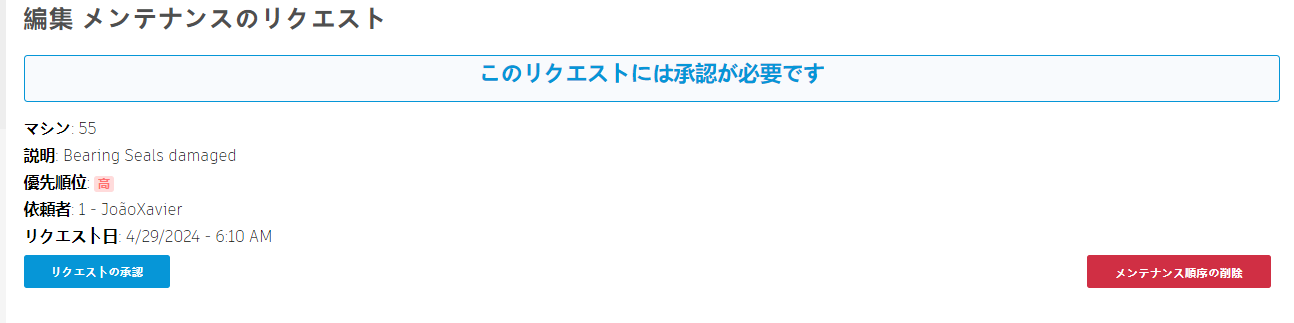 編集 メンテナンスのリクエスト
このリクエストには承認が必要です
マシン: 55
説明: Bearing Seals damaged
優先順位: 高
依頼者: 1 - JoãoXavier
リクエスト日: 4/29/2024 - 6:10 AM
リクエストの承認
メンテナンス順序の削除